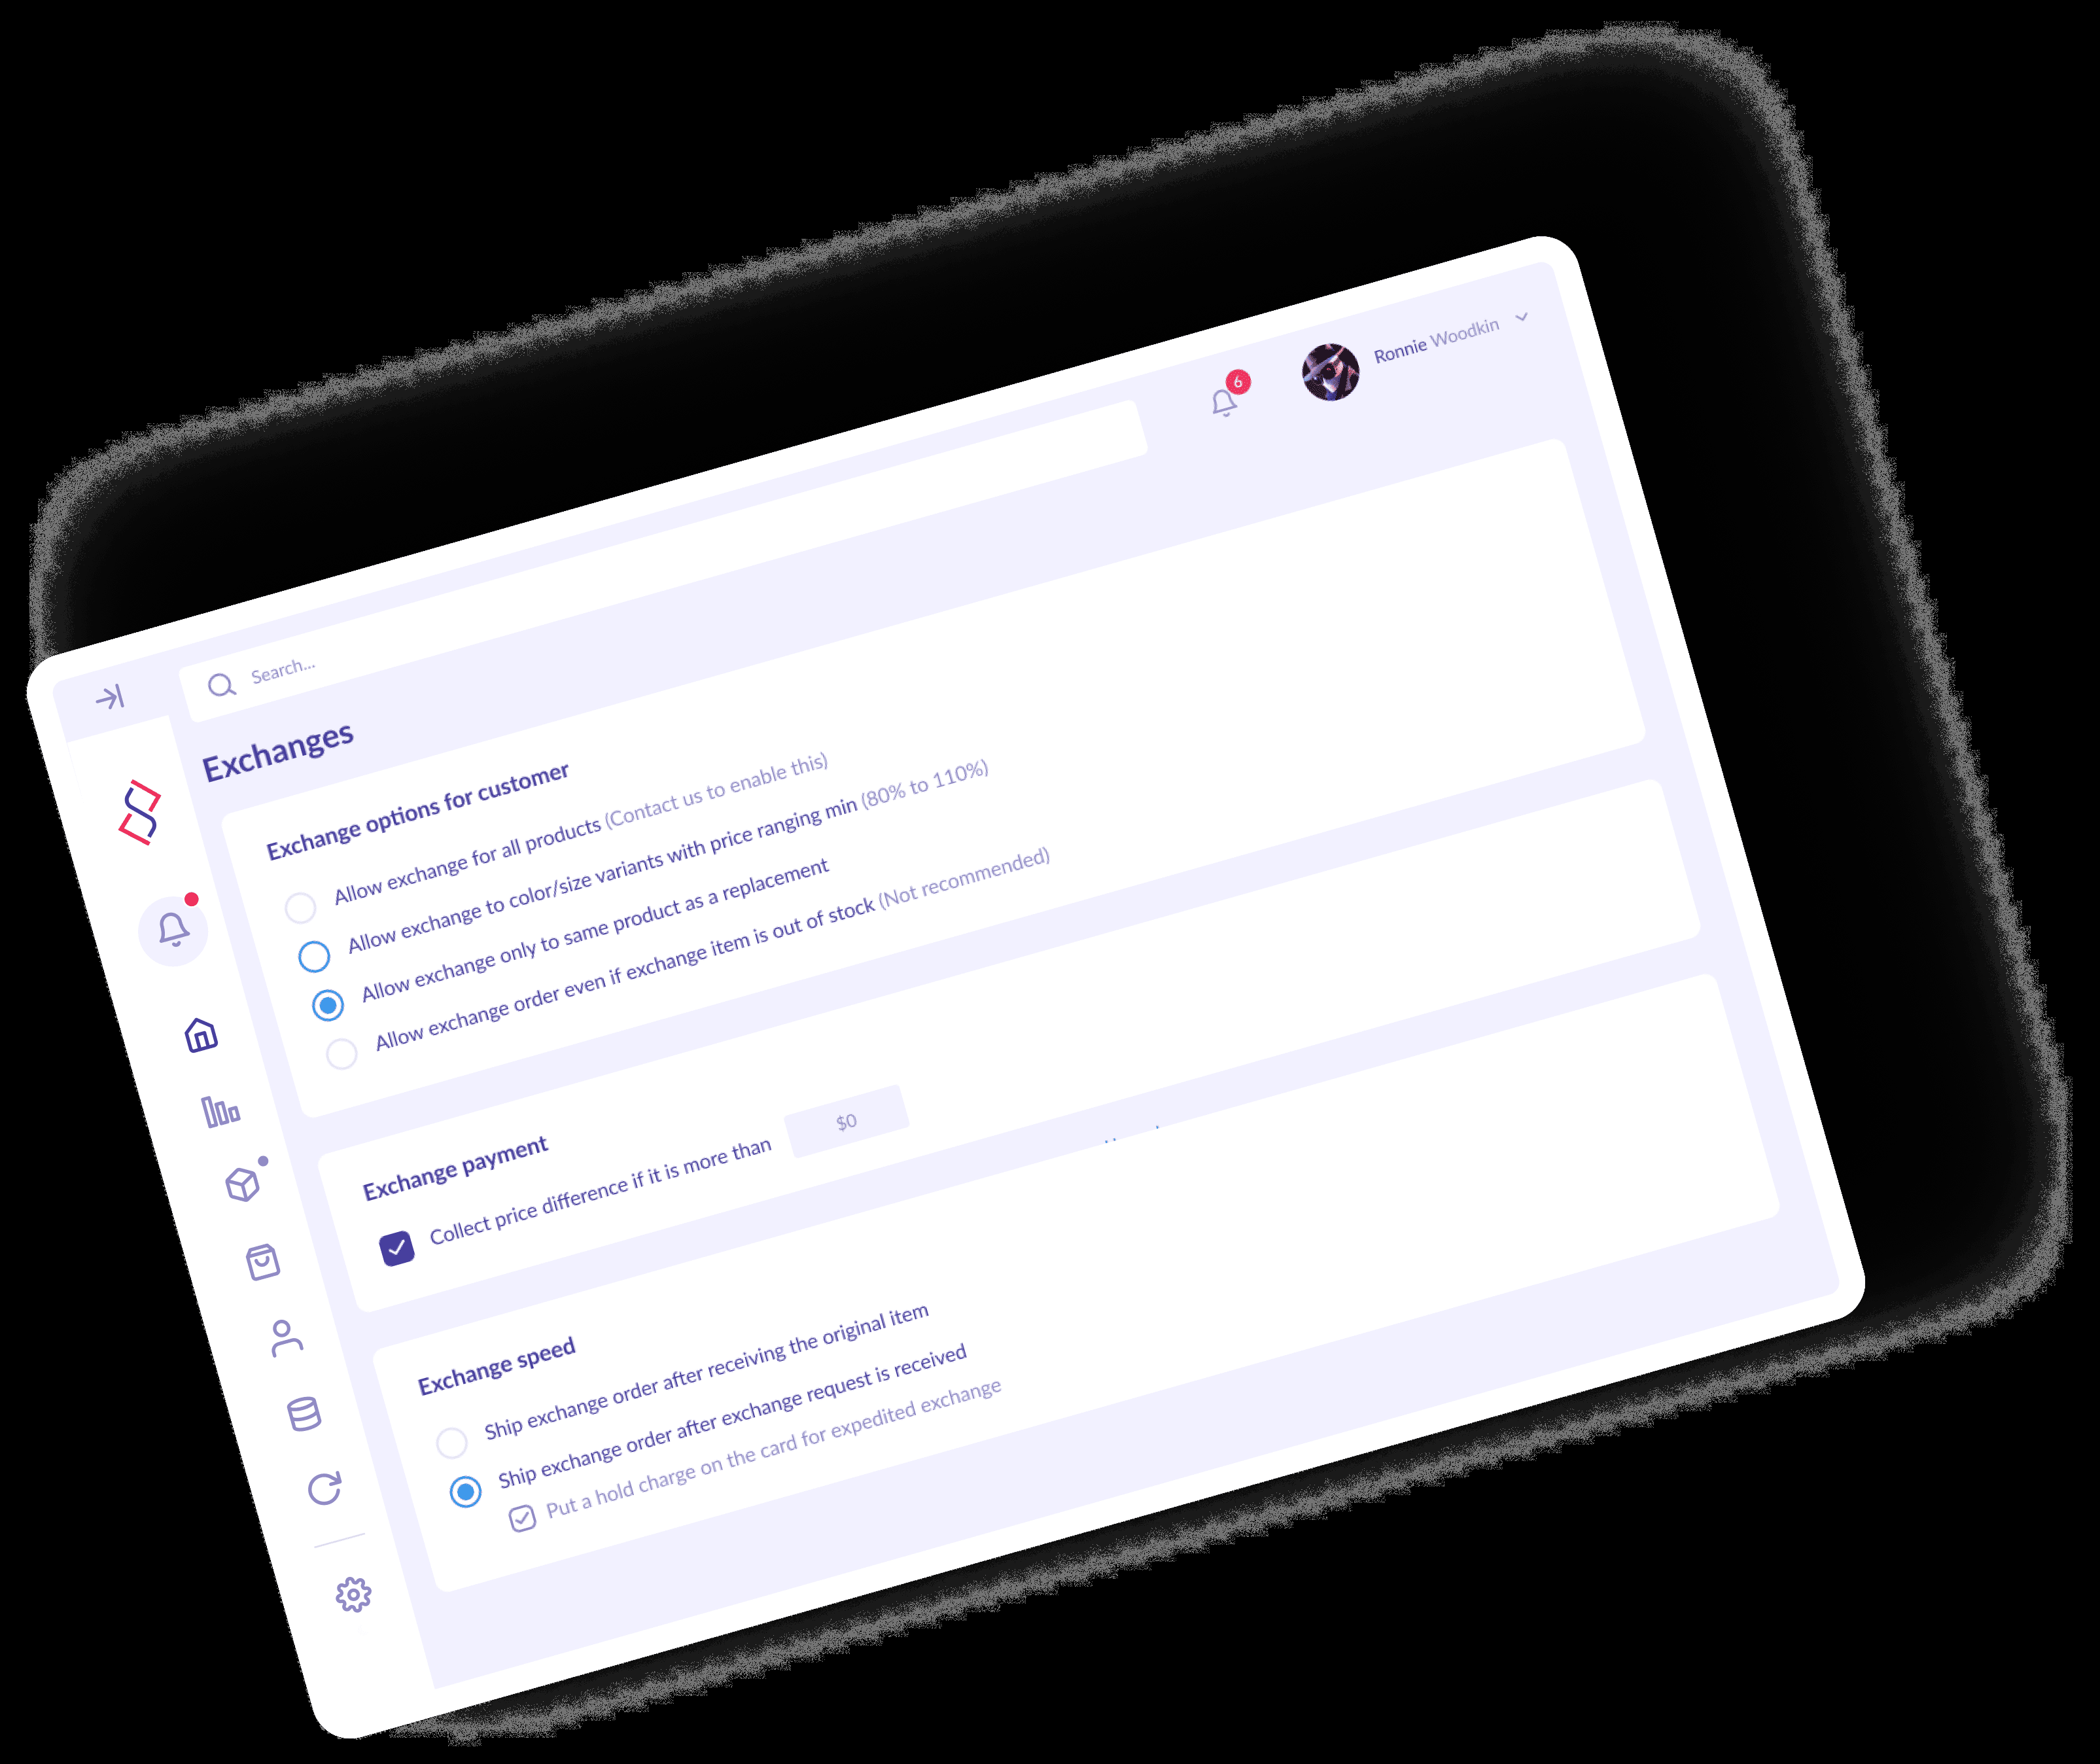 6
Ronnie Woodkin
Search...
Exchanges
Exchange options for customer
Allow exchange for all products (Contact us to enable this)
Allow exchange to color/size variants with price ranging min (80% to 110%)
Allow exchange only to same product as a replacement
Allow exchange order even if exchange item is out of stock (Not recommended)
Exchange payment
Collect price difference if it is more than $0
Exchange speed
Ship exchange order after receiving the original item
Ship exchange order after exchange request is received
Put a hold charge on the card for expedited exchange